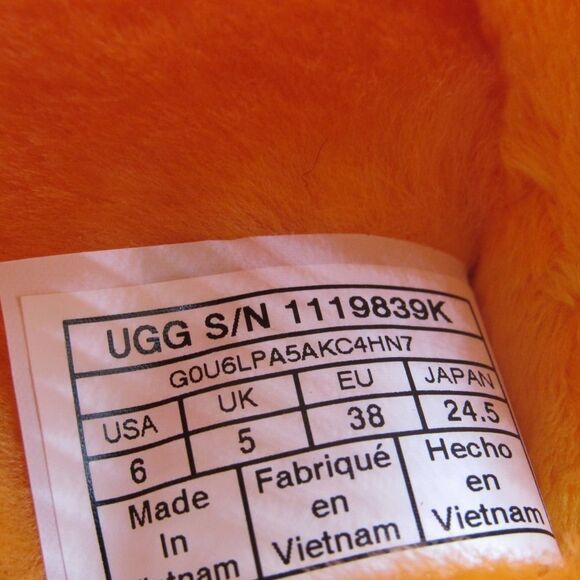 UGG S/N 1119839K
G0U6LPA5AKC4HN7
USA UK EU JAPAN
6 5 38 24.5
Made In Vietnam
Fabriqué en Vietnam
Hecho en Vietnam